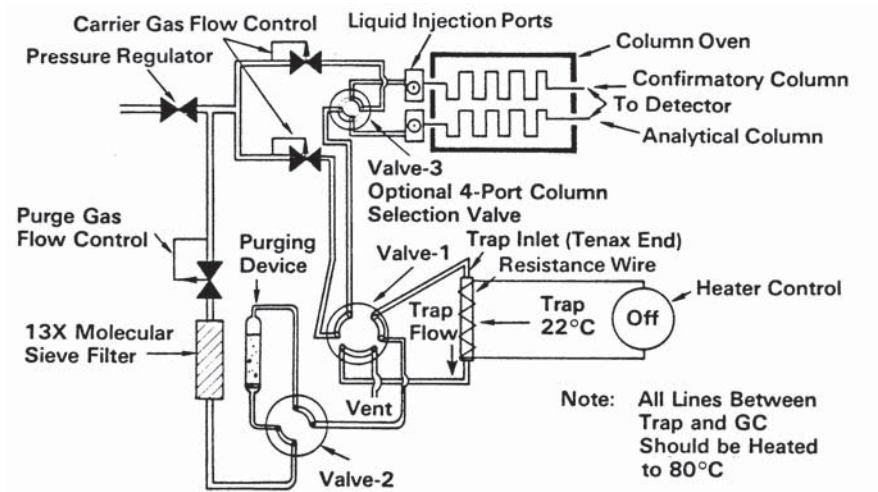 Carrier Gas Flow Control
Liquid Injection Ports
Pressure Regulator
Column Oven
Confirmatory Column
To Detector
Analytical Column
Valve-3
Optional 4-Port Column
Selection Valve
Purge Gas
Flow Control
Purging
Device
Valve-1
Trap Inlet (Tenax End)
Resistance Wire
Heater Control
Trap
Flow
Trap
22°C
Off
13X Molecular
Sieve Filter
Vent
Valve-2
Note: All Lines Between
Trap and GC
Should be Heated
to 80°C